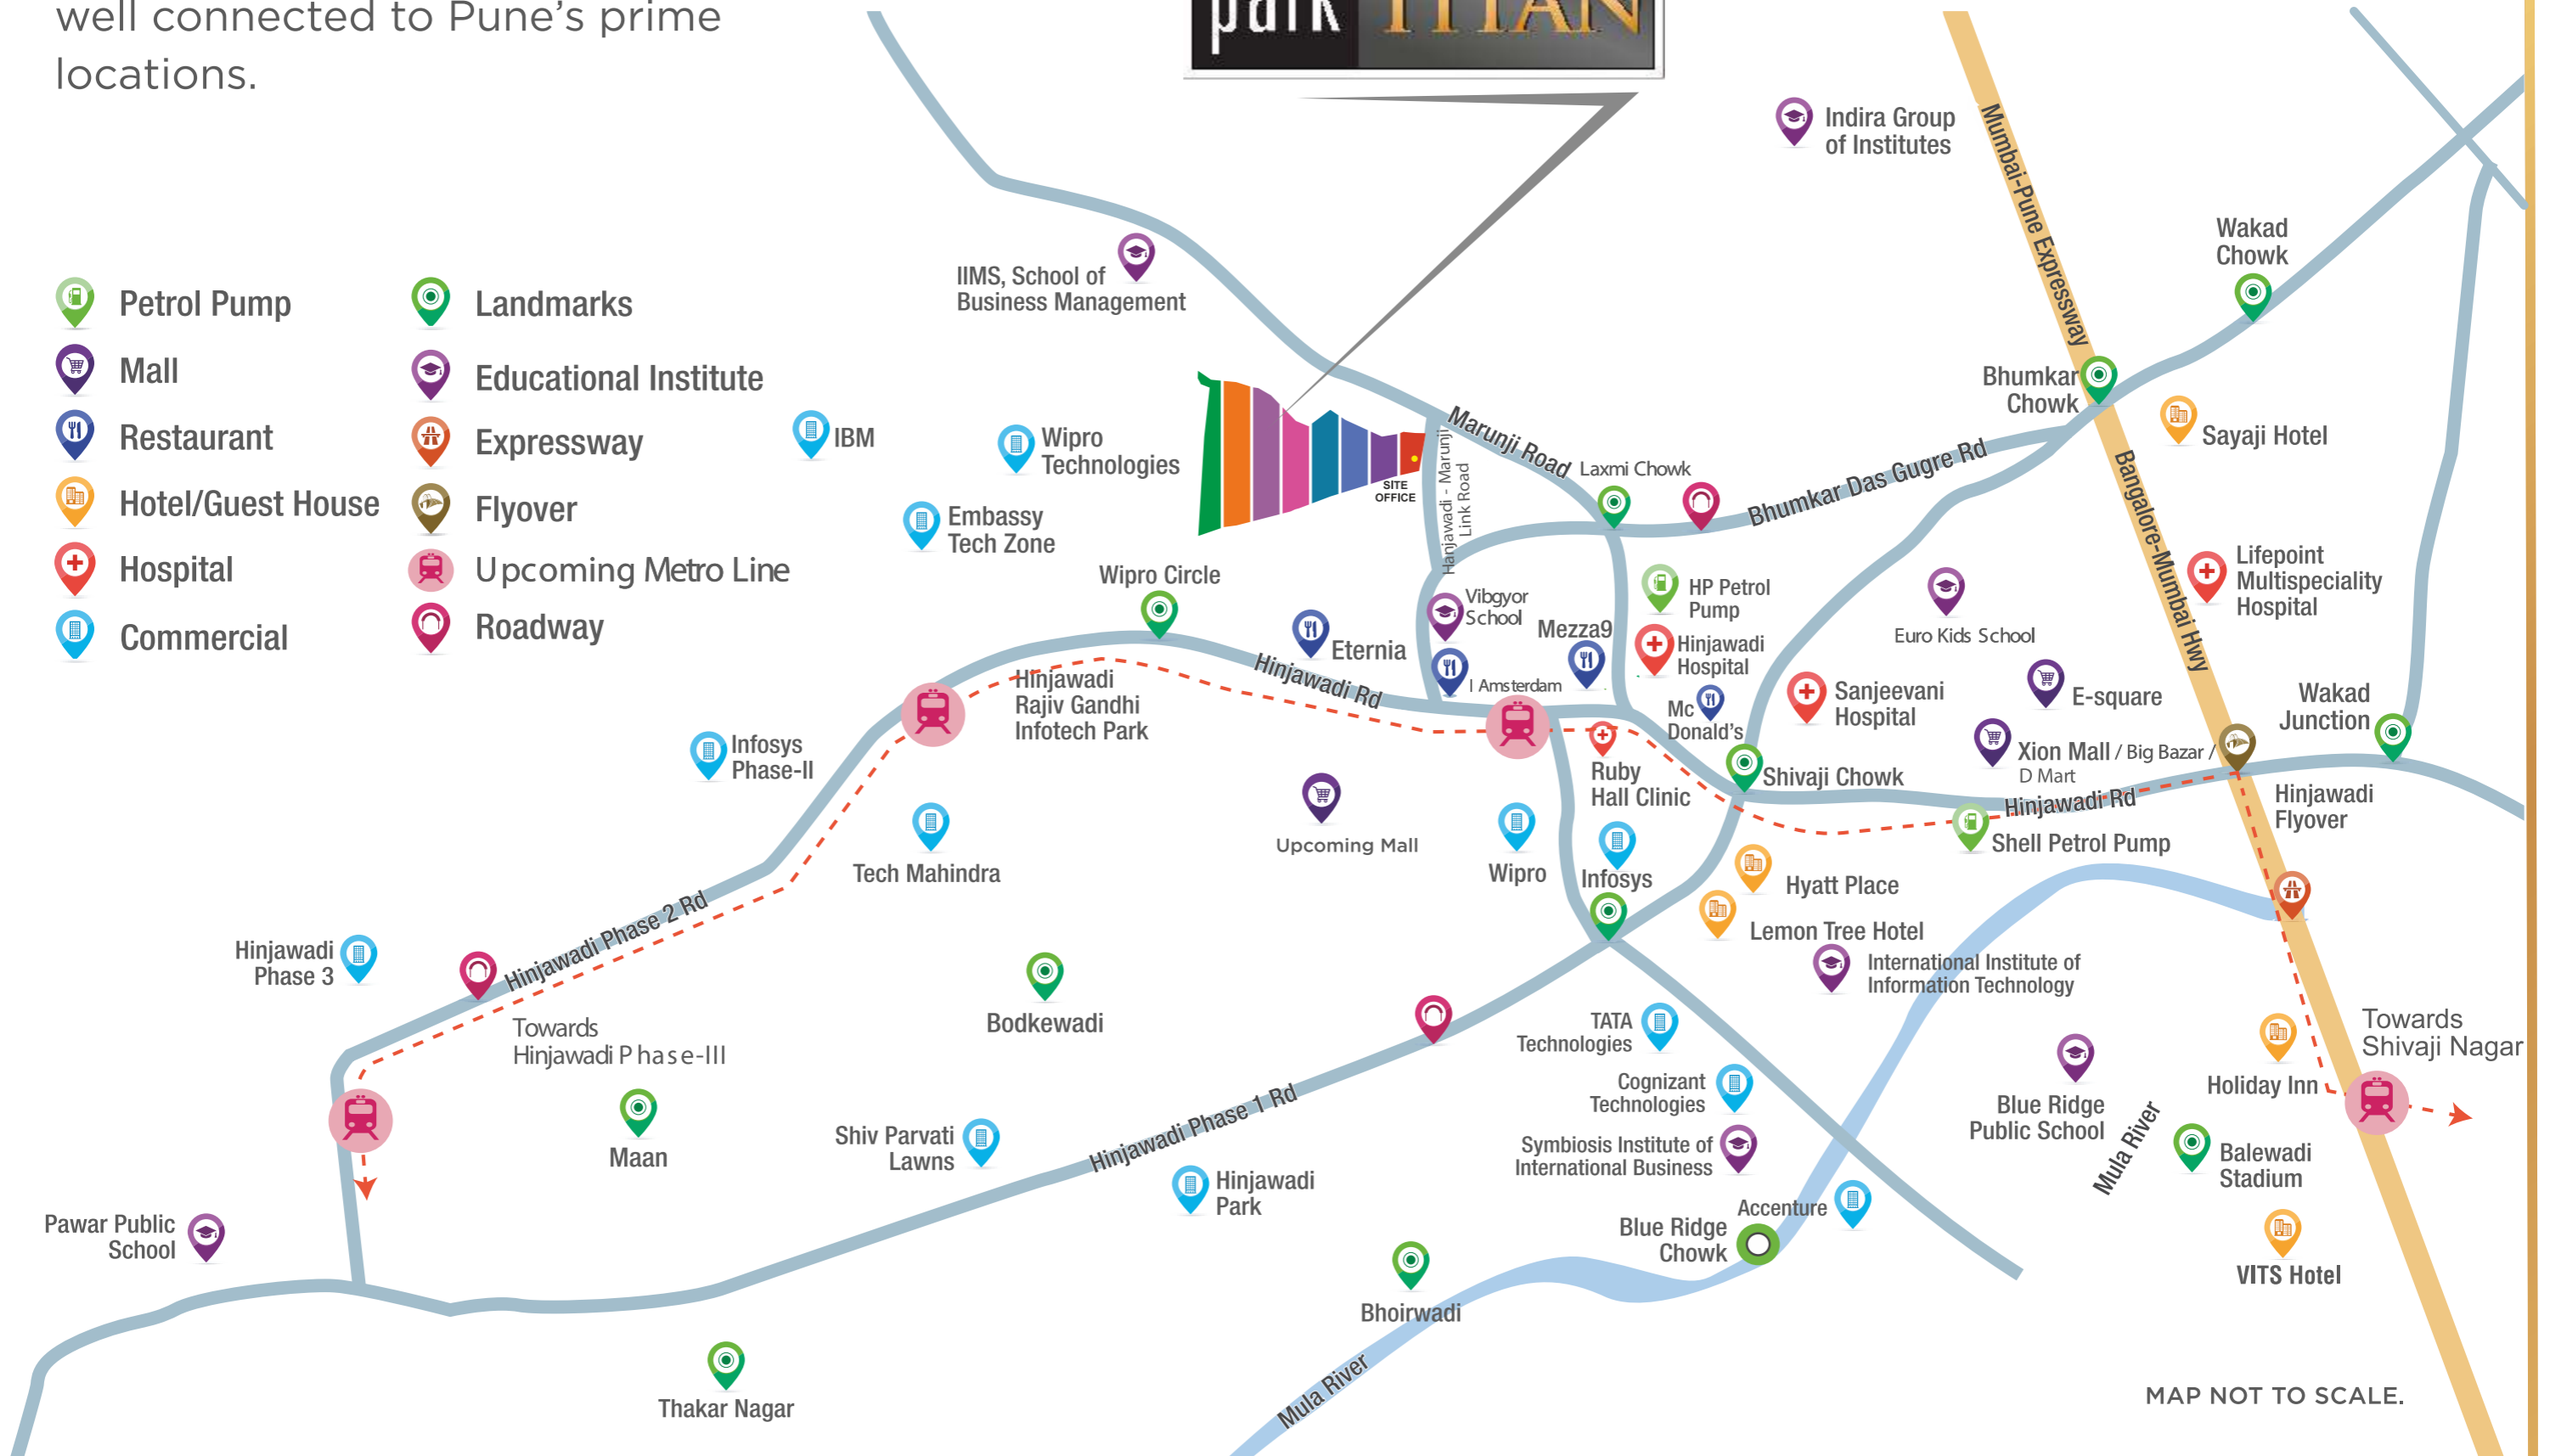 well connected to Pune's prime
locations.
park TITAN
Petrol Pump
Mall
Restaurant
Hotel/Guest House
Hospital
Commercial
Landmarks
Educational Institute
Expressway
Flyover
Upcoming Metro Line
Roadway
Indira Group
of Institutes
Mumbai-Pune Expressway
Wakad
Chowk
IIMS, School of
Business Management
Bhumkar
Chowk
Sayaji Hotel
IBM
Wipro
Technologies
SITE
OFFICE
Marunji Road
Hanjawadi - Marunji
Link Road
Laxmi Chowk
Bhumkar Das Gugre Rd
Bangalore-Mumbai Hwy
Embassy
Tech Zone
Wipro Circle
Lifepoint
Multispeciality
Hospital
Vibgyor
School
HP Petrol
Pump
Euro Kids School
Eternia
Mezza9
Hinjawadi
Hospital
Hinjawadi Rd
I Amsterdam
Hinjawadi
Rajiv Gandhi
Infotech Park
Mc
Donald's
Sanjeevani
Hospital
E-square
Wakad
Junction
Infosys
Phase-II
Xion Mall / Big Bazar /
D Mart
Ruby
Hall Clinic
Shivaji Chowk
Hinjawadi Rd
Hinjawadi
Flyover
Upcoming Mall
Shell Petrol Pump
Tech Mahindra
Wipro
Infosys
Hyatt Place
Lemon Tree Hotel
Hinjawadi Phase 2 Rd
Hinjawadi
Phase 3
International Institute of
Information Technology
Towards
Hinjawadi Phase-III
Bodkewadi
TATA
Technologies
Towards
Shivaji Nagar
Cognizant
Technologies
Holiday Inn
Blue Ridge
Public School
Mula River
Maan
Shiv Parvati
Lawns
Hinjawadi Phase 1 Rd
Symbiosis Institute of
International Business
Balewadi
Stadium
Hinjawadi
Park
Accenture
Pawar Public
School
Blue Ridge
Chowk
VITS Hotel
Bhoirwadi
Mula River
Thakar Nagar
MAP NOT TO SCALE.